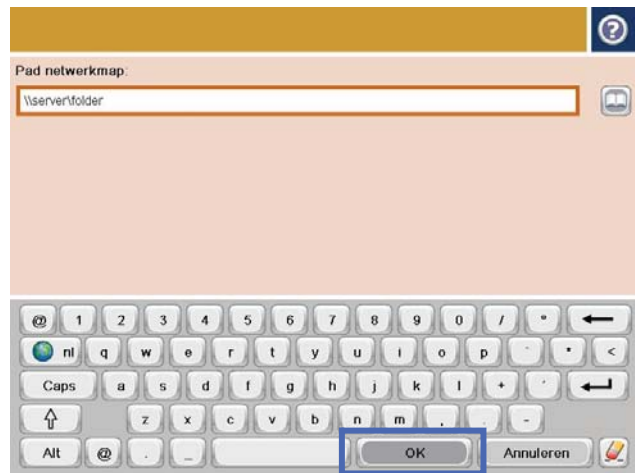 ?
Pad netwerkmap:
\\server\folder
@ 1 2 3 4 5 6 7 8 9 0 / °
nl q w e r t y u i o p ` * <
Caps a s d f g h j k l + ´
z x c v b n m , . -
Alt @ . _ OK Annuleren